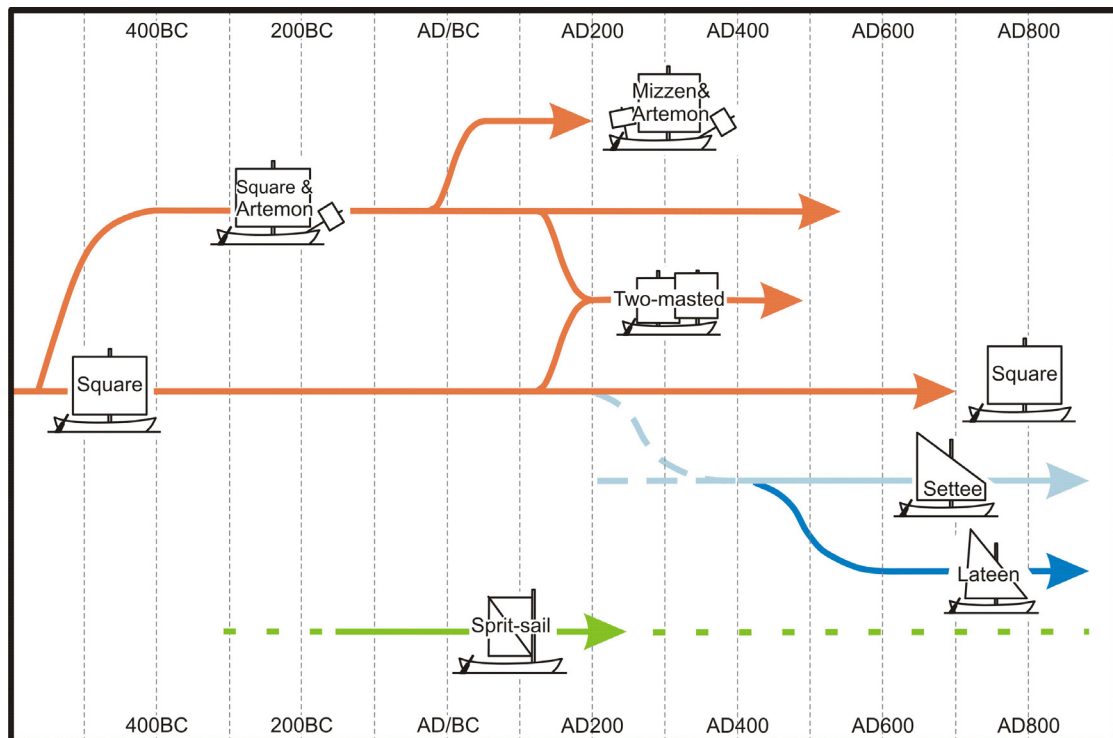 400BC 200BC AD/BC AD200 AD400 AD600 AD800
Mizzen&
Artemon
Square &
Artemon
Two-masted
Square
Square
Settee
Lateen
Sprit-sail
400BC 200BC AD/BC AD200 AD400 AD600 AD800